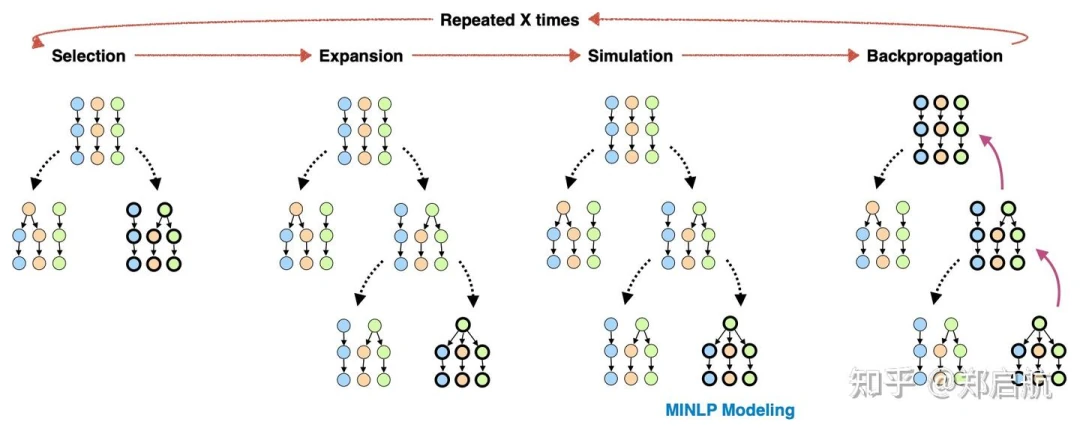 Repeated X times
Selection
Expansion
Simulation
Backpropagation
MINLP Modeling
知乎 @郑启航